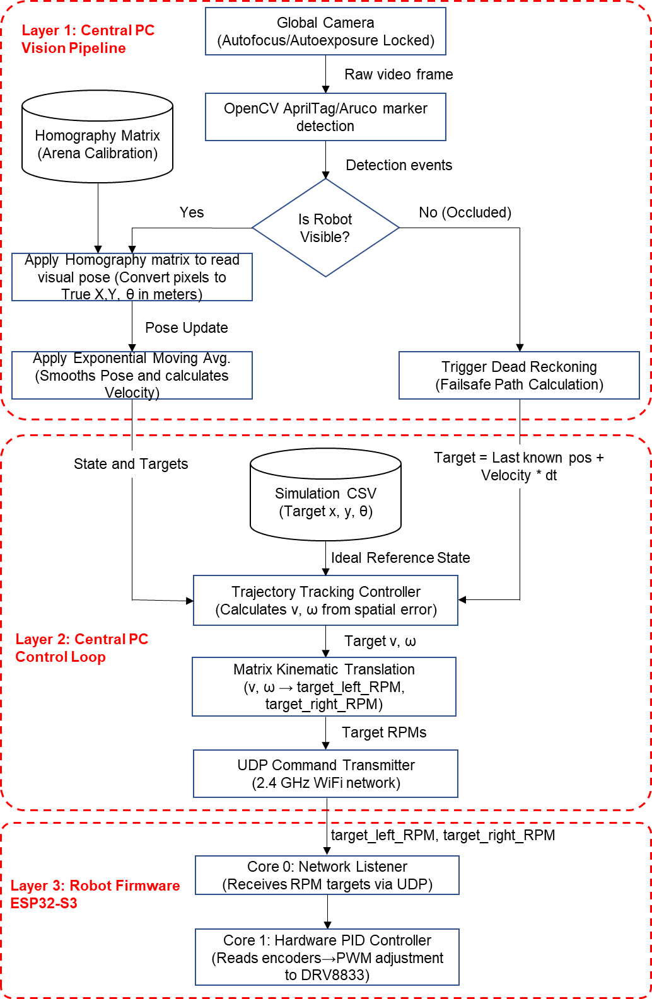 Layer 1: Central PC
Vision Pipeline
Global Camera
(Autofocus/Autoexposure Locked)
Raw video frame
OpenCV AprilTag/Aruco marker
detection
Homography Matrix
(Arena Calibration)
Detection events
Is Robot
Visible?
Yes
No (Occluded)
Apply Homography matrix to read
visual pose (Convert pixels to
True X,Y, θ in meters)
Pose Update
Apply Exponential Moving Avg.
(Smooths Pose and calculates
Velocity)
Trigger Dead Reckoning
(Failsafe Path Calculation)
State and Targets
Target = Last known pos +
Velocity * dt
Simulation CSV
(Target x, y, θ)
Ideal Reference State
Trajectory Tracking Controller
(Calculates v, ω from spatial error)
Layer 2: Central PC
Control Loop
Target v, ω
Matrix Kinematic Translation
(v, ω → target_left_RPM,
target_right_RPM)
Target RPMs
UDP Command Transmitter
(2.4 GHz WiFi network)
target_left_RPM, target_right_RPM
Layer 3: Robot Firmware
ESP32-S3
Core 0: Network Listener
(Receives RPM targets via UDP)
Core 1: Hardware PID Controller
(Reads encoders→PWM adjustment
to DRV8833)